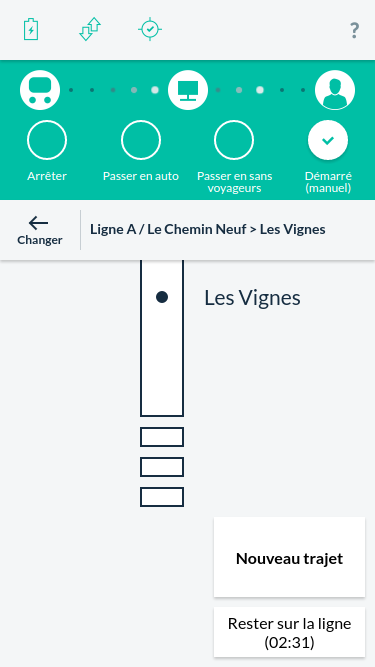 ?
Arrêter
Passer en auto
Passer en sans
voyageurs
Démarré
(manuel)
Changer
Ligne A / Le Chemin Neuf > Les Vignes
Les Vignes
Nouveau trajet
Rester sur la ligne
(02:31)